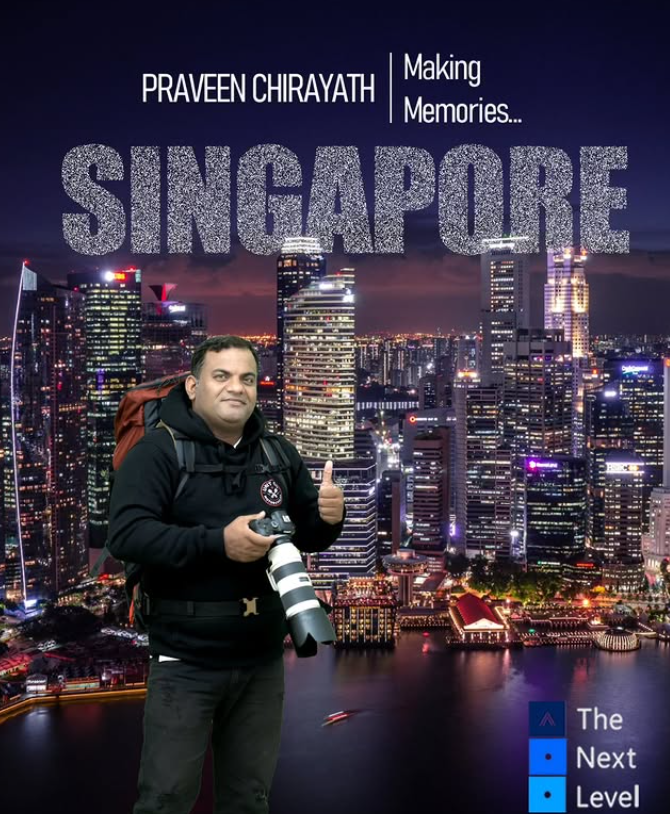 PRAVEEN CHIRAYATH
Making
Memories...
SINGAPORE
The
Next
Level